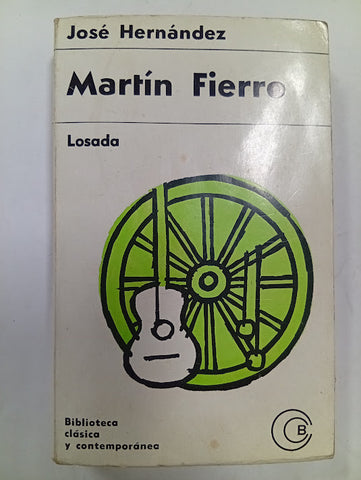 José Hernández
Martín Fierro
Losada
Biblioteca
clásica
y contemporánea
B